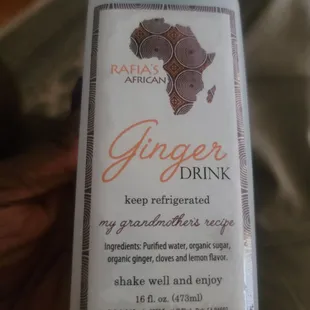 RAFIA'S
AFRICAN
Ginger
DRINK
keep refrigerated
my grandmother's recipe
Ingredients: Purified water, organic sugar,
organic ginger, cloves and lemon flavor.
shake well and enjoy
16 fl. oz. (473ml)